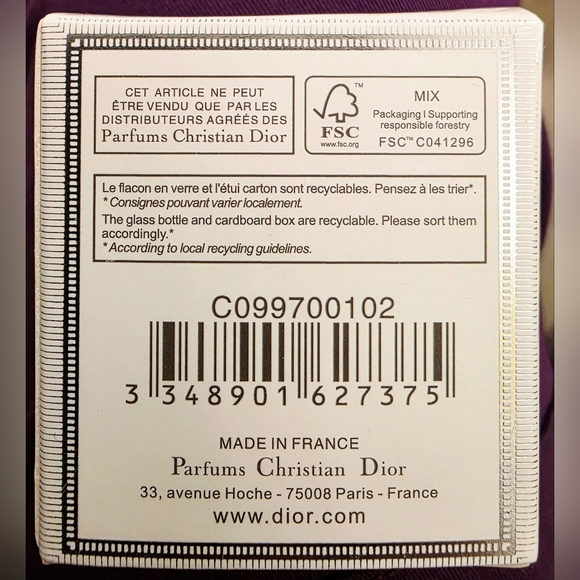 CET ARTICLE NE PEUT
ÊTRE VENDU QUE PAR LES
DISTRIBUTEURS AGRÉÉS DES
Parfums Christian Dior
TM
FSC
www.fsc.org
MIX
Packaging | Supporting
responsible forestry
FSC™ C041296
Le flacon en verre et l'étui carton sont recyclables. Pensez à les trier*.
* Consignes pouvant varier localement.
The glass bottle and cardboard box are recyclable. Please sort them
accordingly.*
* According to local recycling guidelines.
C099700102
3 348901 627375
MADE IN FRANCE
Parfums Christian Dior
33, avenue Hoche - 75008 Paris - France
www.dior.com